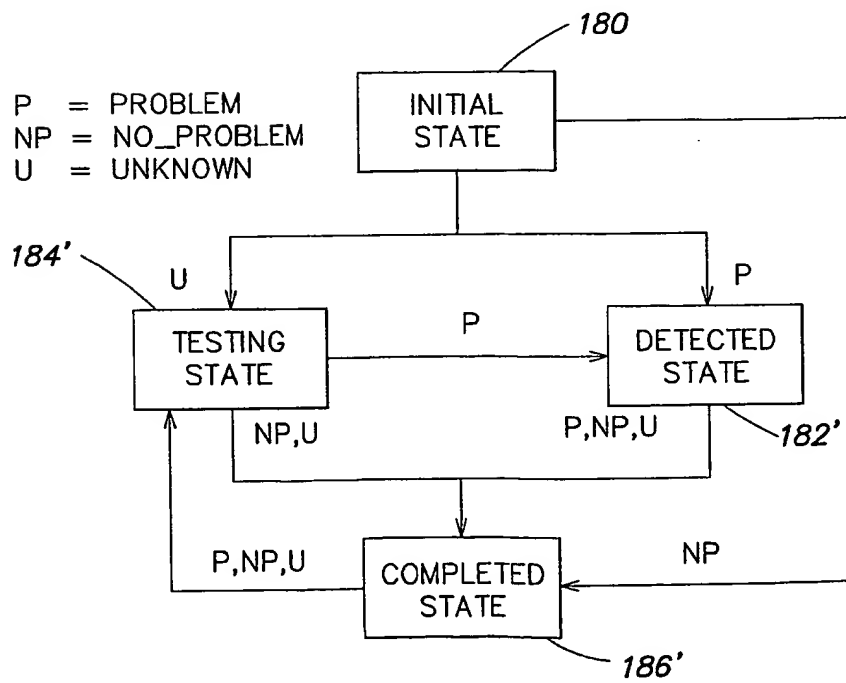 180
P = PROBLEM
NP = NO_PROBLEM
U = UNKNOWN
INITIAL
STATE
184'
U
P
TESTING
STATE
P
DETECTED
STATE
NP,U
P,NP,U
182'
P,NP,U
COMPLETED
STATE
NP
186'